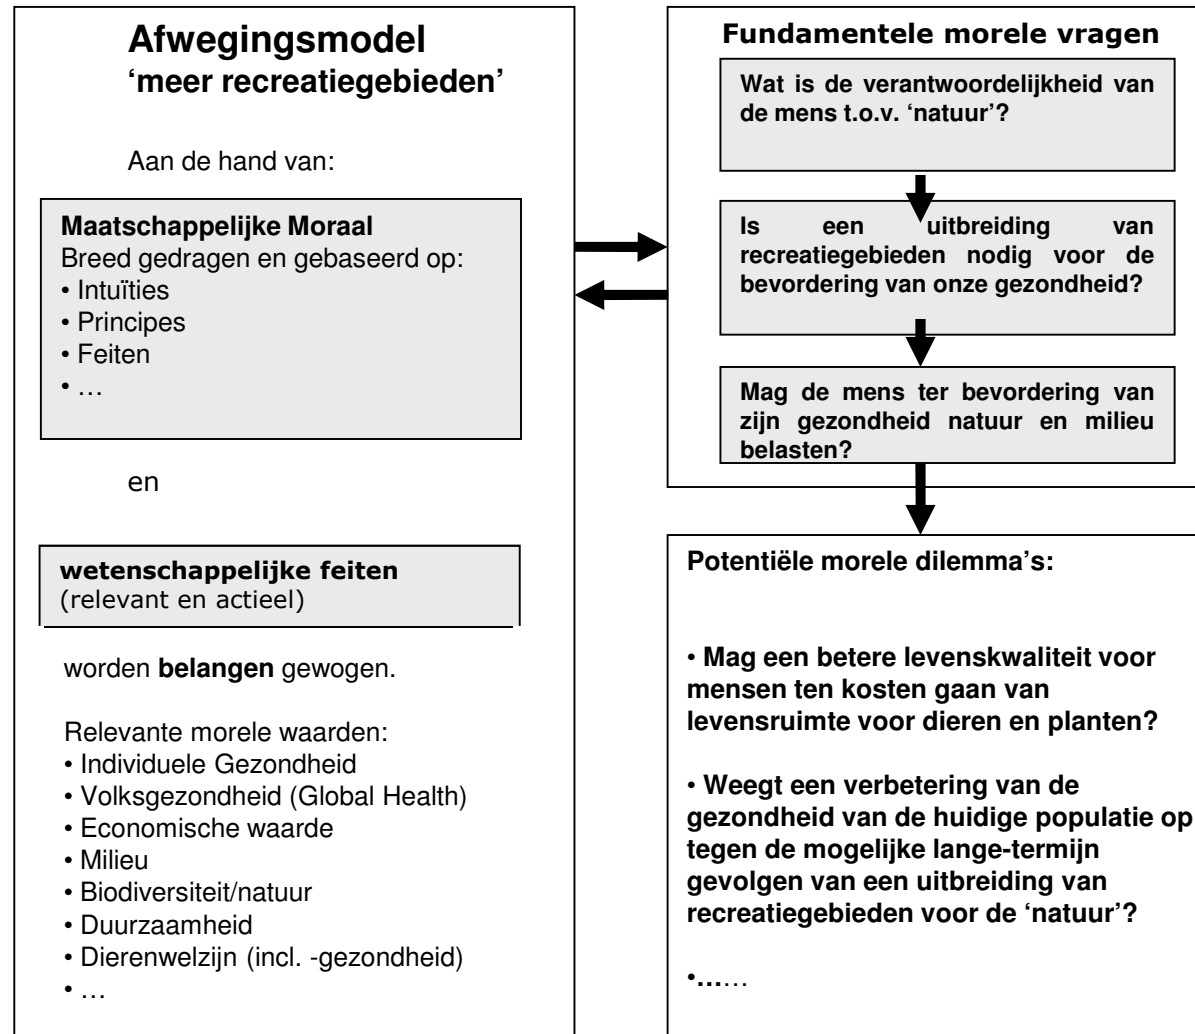 Afwegingsmodel
‘meer recreatiegebieden’
Aan de hand van:
Maatschappelijke Moraal
Breed gedragen en gebaseerd op:
• Intuïties
• Principes
• Feiten
• …
en
wetenschappelijke feiten
(relevant en actieel)
worden belangen gewogen.
Relevante morele waarden:
• Individuele Gezondheid
• Volksgezondheid (Global Health)
• Economische waarde
• Milieu
• Biodiversiteit/natuur
• Duurzaamheid
• Dierenwelzijn (incl. -gezondheid)
• …
Fundamentele morele vragen
Wat is de verantwoordelijkheid van
de mens t.o.v. ‘natuur’?
Is een uitbreiding van
recreatiegebieden nodig voor de
bevordering van onze gezondheid?
Mag de mens ter bevordering van
zijn gezondheid natuur en milieu
belasten?
Potentiële morele dilemma’s:
• Mag een betere levenskwaliteit voor
mensen ten kosten gaan van
levensruimte voor dieren en planten?
• Weegt een verbetering van de
gezondheid van de huidige populatie op
tegen de mogelijke lange-termijn
gevolgen van een uitbreiding van
recreatiegebieden voor de ‘natuur’?
•……